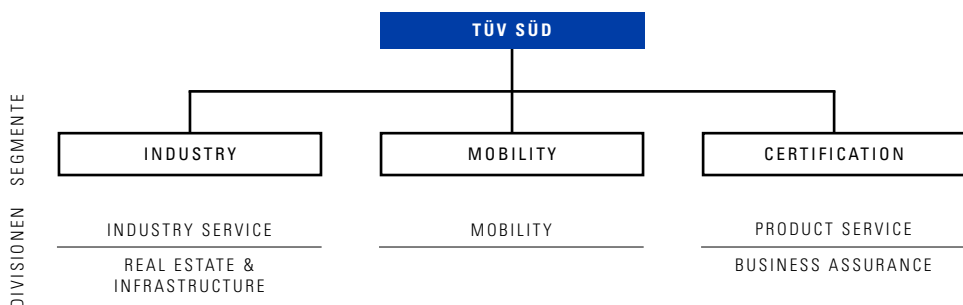 TÜV SÜD
SEGMENTE
INDUSTRY
MOBILITY
CERTIFICATION
DIVISIONEN
INDUSTRY SERVICE
MOBILITY
PRODUCT SERVICE
REAL ESTATE &
INFRASTRUCTURE
BUSINESS ASSURANCE